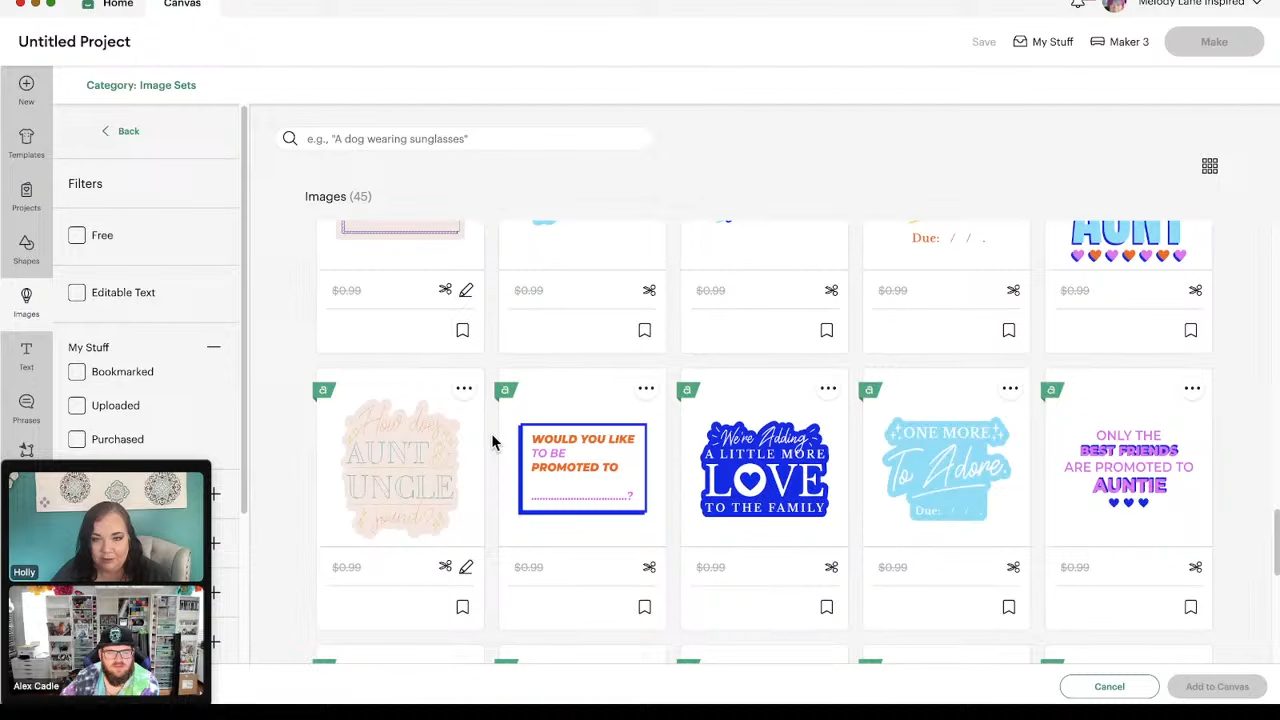 Home
Canvas
Melody Lane Inspired
Untitled Project
Save
My Stuff
Maker 3
Make
Category: Image Sets
New
Templates
Projects
Shapes
Images
Text
Phrases
Back
Filters
Free
Editable Text
My Stuff
Bookmarked
Uploaded
Purchased
e.g., "A dog wearing sunglasses"
Images (45)
Due: / / .
AUNT
$0.99
$0.99
$0.99
$0.99
$0.99
a
a
a
a
a
How do
AUNT
UNCLE
sound?
WOULD YOU LIKE
TO BE
PROMOTED TO
?
We're Adding
A LITTLE MORE
LOVE
TO THE FAMILY
ONE MORE
To Adore.
Due: / / .
ONLY THE
BEST FRIENDS
ARE PROMOTED TO
AUNTIE
$0.99
$0.99
$0.99
$0.99
$0.99
Holly
Alex Cadle
Cancel
Add to Canvas